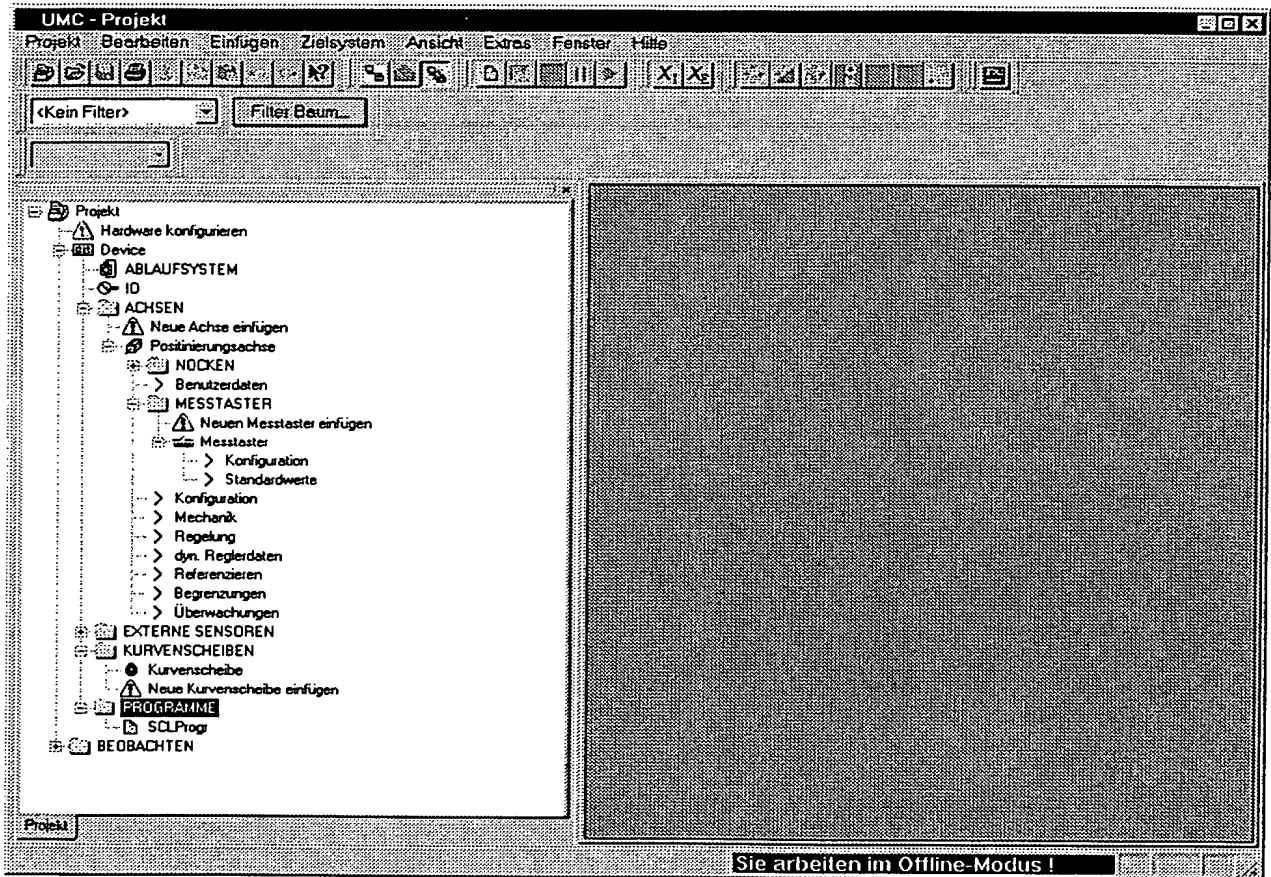 UMC - Projekt
Projekt Bearbeiten Einfügen Zielsystem Ansicht Extras Fenster Hilfe
<Kein Filter> Filter Baum...
Projekt
Hardware konfigurieren
Device
ABLAUFSYSTEM
IO
ACHSEN
Neue Achse einfügen
Positinierungsachse
NOCKEN
Benutzerdaten
MESSTASTER
Neuen Messtaster einfügen
Messtaster
Konfiguration
Standardwerte
Konfiguration
Mechanik
Regelung
dyn. Reglerdaten
Referenzieren
Begrenzungen
Überwachungen
EXTERNE SENSOREN
KURVENSCHEIBEN
Kurvenscheibe
Neue Kurvenscheibe einfügen
PROGRAMME
SCLProgr
BEOBACHTEN
Projekt
Sie arbeiten im Offline-Modus !